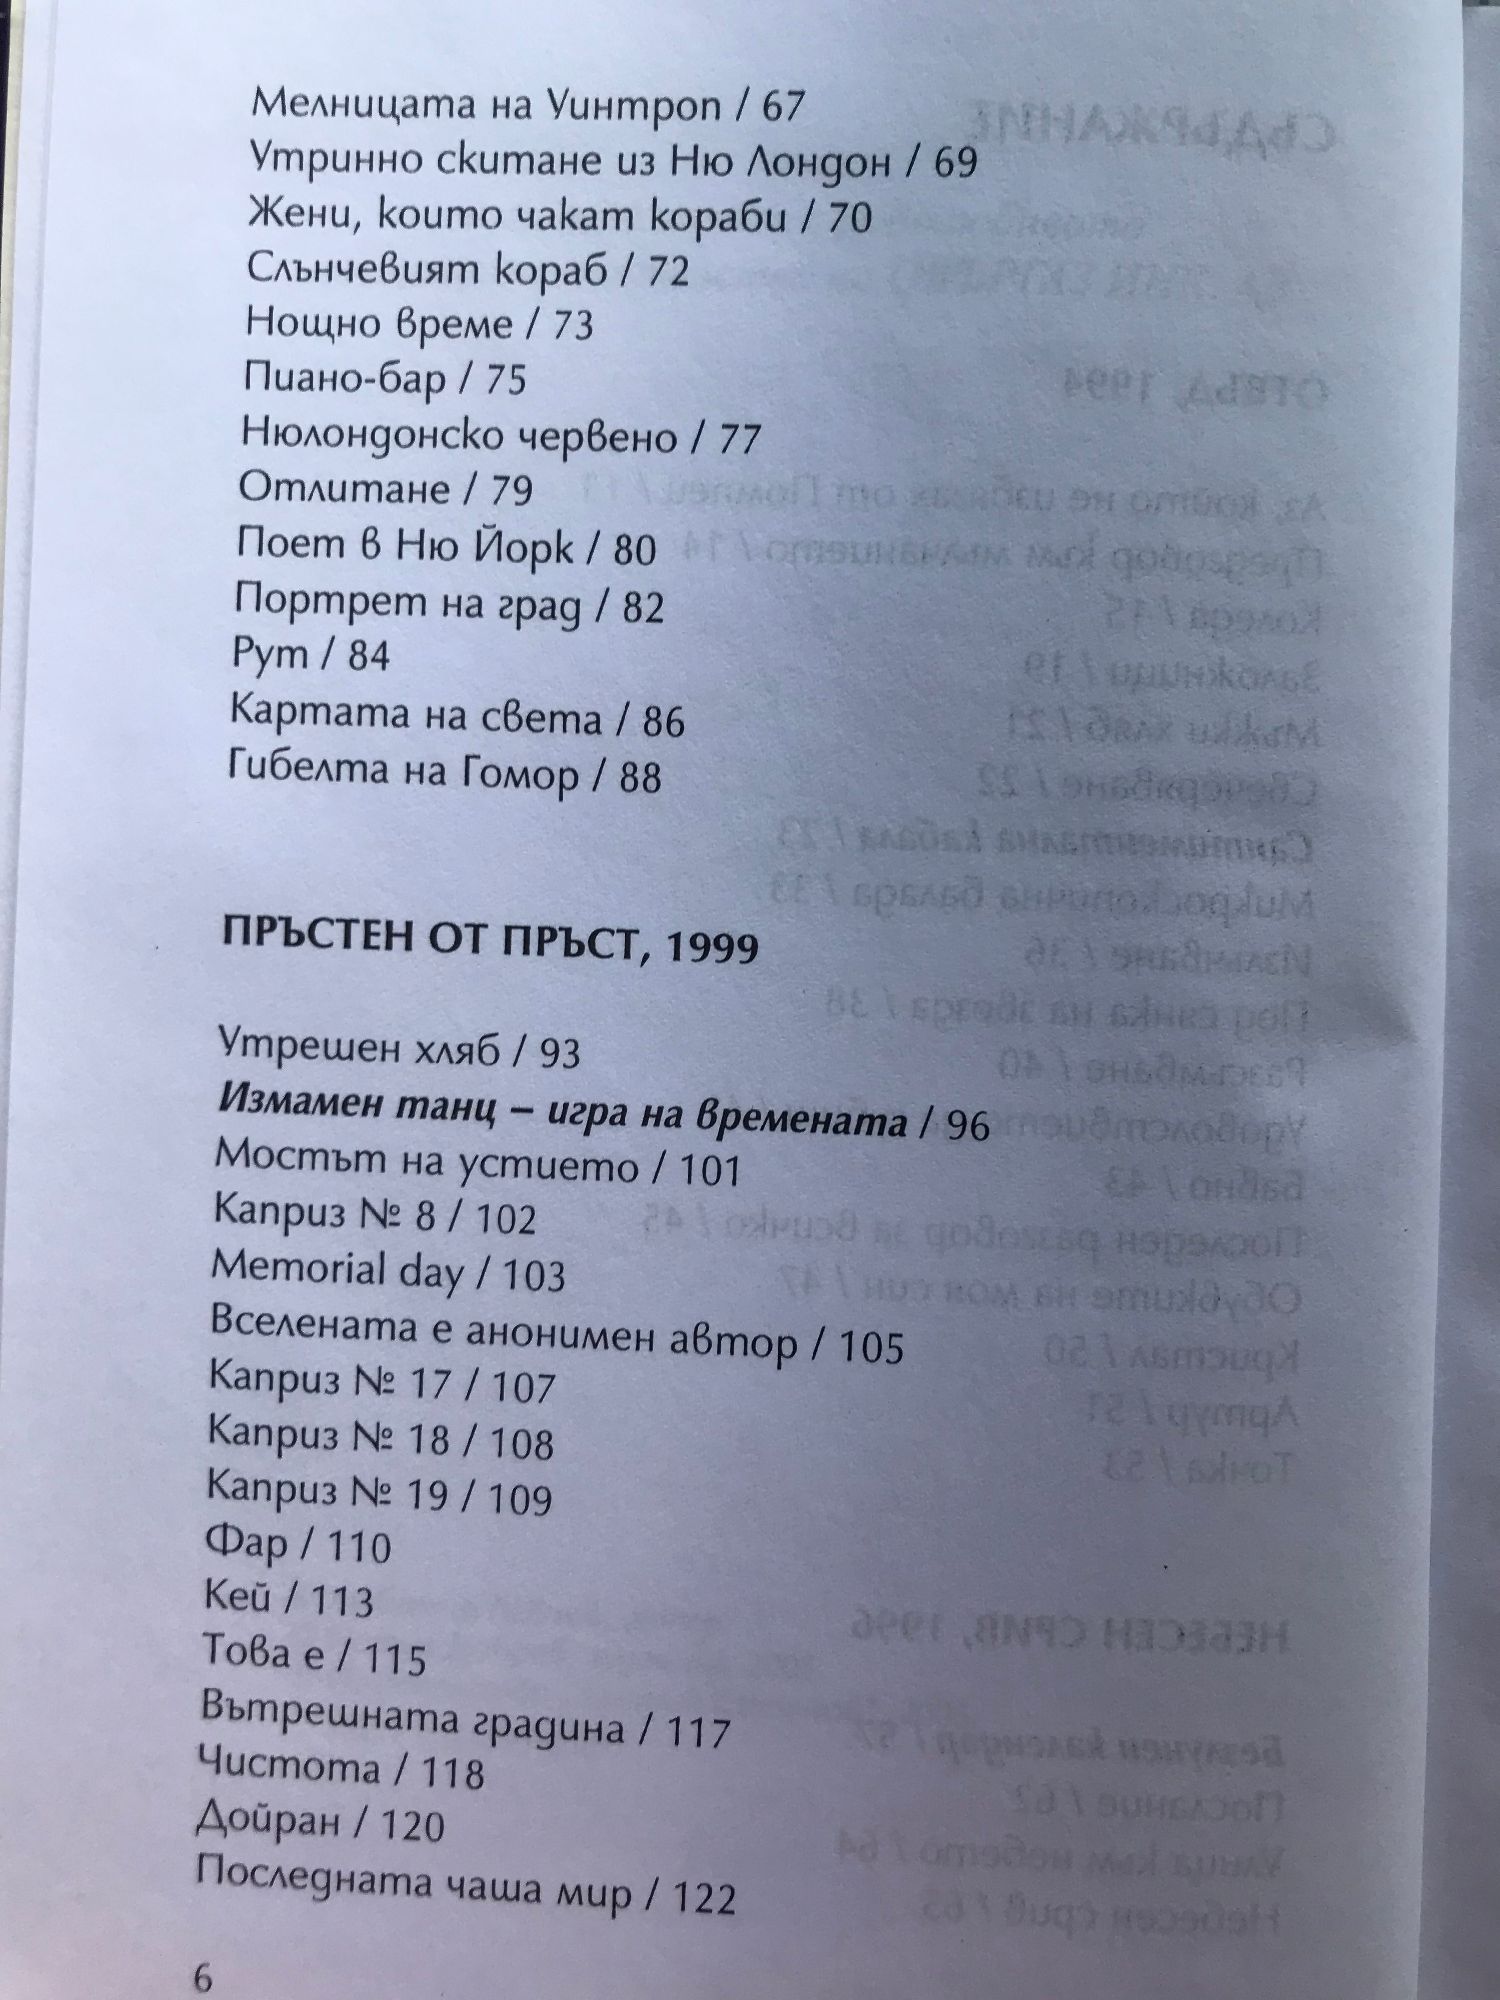 Мелницата на Уинтроп / 67
Утринно скитане из Ню Лондон / 69
Жени, които чакат кораби / 70
Слънчевият кораб / 72
Нощно време / 73
Пиано-бар / 75
Нюлондонско червено / 77
Отлитане / 79
Поет в Ню Йорк / 80
Портрет на град / 82
Рут / 84
Картата на света / 86
Гибелта на Гомор / 88
ПРЪСТЕН ОТ ПРЪСТ, 1999
Утрешен хляб / 93
Измамен танц – игра на времената / 96
Мостът на устието / 101
Каприз № 8 / 102
Memorial day / 103
Вселената е анонимен автор / 105
Каприз № 17 / 107
Каприз № 18 / 108
Каприз № 19 / 109
Фар / 110
Кей / 113
Това е / 115
Вътрешната градина / 117
Чистота / 118
Дойран / 120
Последната чаша мир / 122
6